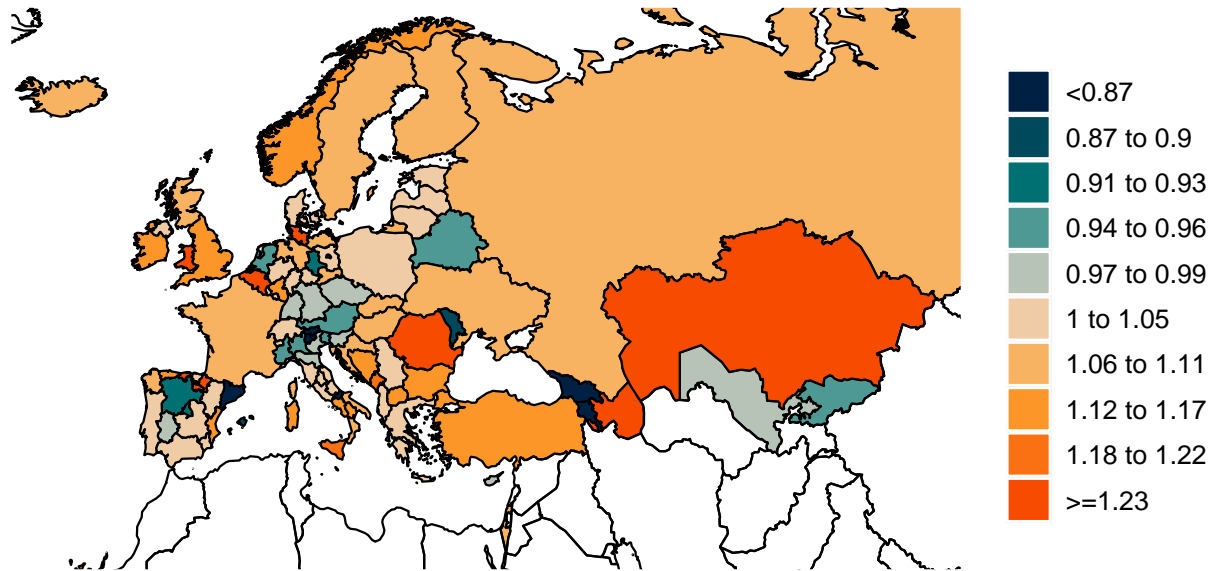 <0.87
0.87 to 0.9
0.91 to 0.93
0.94 to 0.96
0.97 to 0.99
1 to 1.05
1.06 to 1.11
1.12 to 1.17
1.18 to 1.22
>=1.23